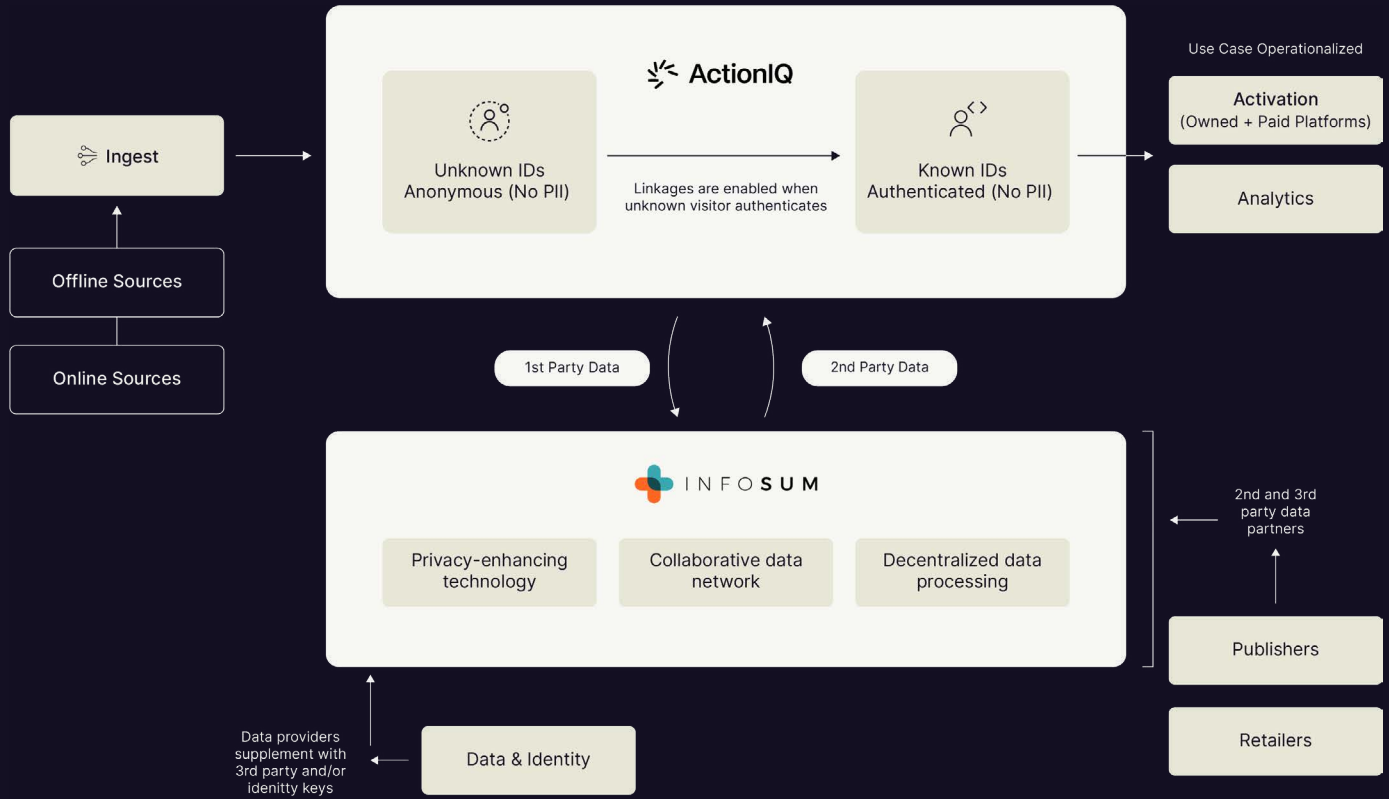 ActionIQ
Ingest
Offline Sources
Online Sources
Unknown IDs
Anonymous (No PII)
Linkages are enabled when
unknown visitor authenticates
Known IDs
Authenticated (No PII)
Use Case Operationalized
Activation
(Owned + Paid Platforms)
Analytics
1st Party Data
2nd Party Data
INFOSUM
Privacy-enhancing
technology
Collaborative data
network
Decentralized data
processing
2nd and 3rd
party data
partners
Publishers
Retailers
Data providers
supplement with
3rd party and/or
idenitty keys
Data & Identity